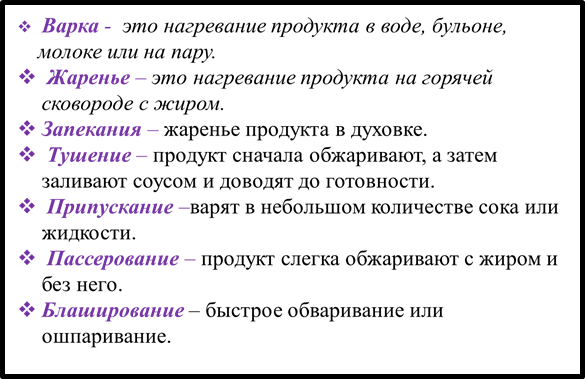 ❖ Варка - это нагревание продукта в воде, бульоне,
молоке или на пару.
❖ Жаренье – это нагревание продукта на горячей
сковороде с жиром.
❖ Запекания – жаренье продукта в духовке.
❖ Тушение – продукт сначала обжаривают, а затем
заливают соусом и доводят до готовности.
❖ Припускание –варят в небольшом количестве сока или
жидкости.
❖ Пассерование – продукт слегка обжаривают с жиром и
без него.
❖ Бланширование – быстрое обваривание или
ошпаривание.